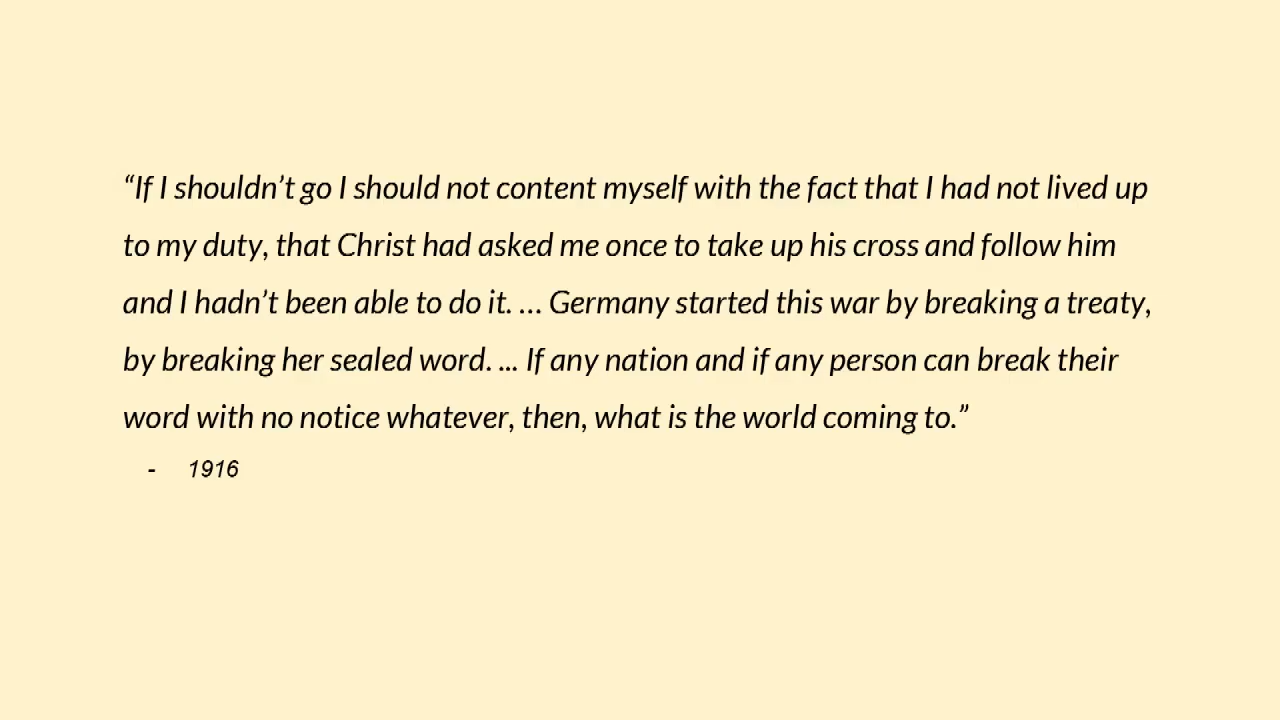 “If I shouldn’t go I should not content myself with the fact that I had not lived up
to my duty, that Christ had asked me once to take up his cross and follow him
and I hadn’t been able to do it. … Germany started this war by breaking a treaty,
by breaking her sealed word. ... If any nation and if any person can break their
word with no notice whatever, then, what is the world coming to.”
- 1916